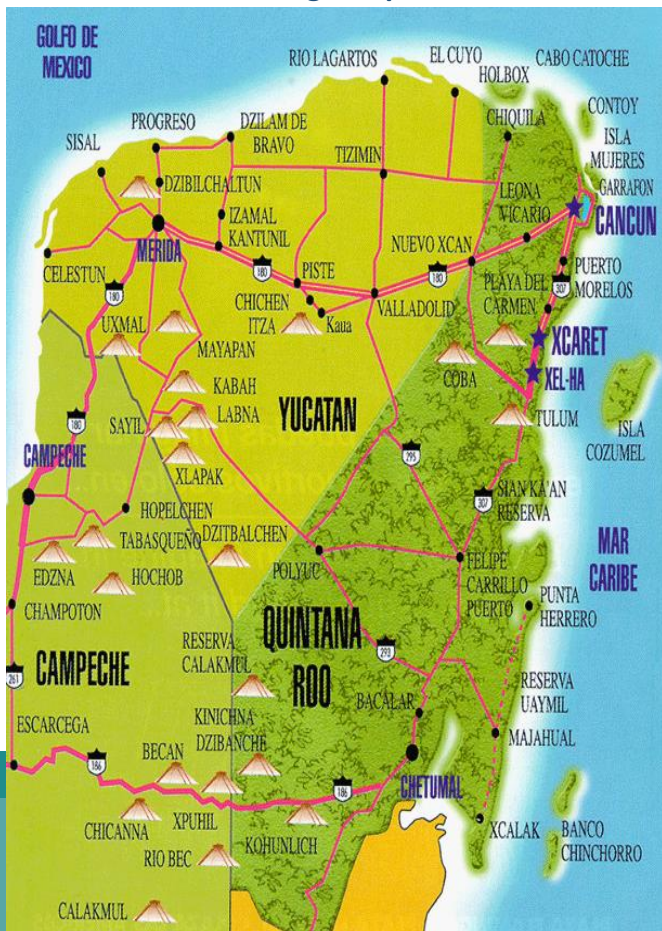 GOLFO DE
MEXICO
RIO LAGARTOS
EL CUYO
HOLBOX
CABO CATOCHE
CONTOY
CHIQUILA
ISLA
MUJERES
GARRAFON
CANCUN
SISAL
PROGRESO
DZILAM DE
BRAVO
TIZIMIN
DZIBILCHALTUN
LEONA
VICARIO
IZAMAL
KANTUNIL
MERIDA
NUEVO XCAN
PISTE
CELESTUN
180
180
180
307
PUERTO
MORELOS
PLAYA DEL
CARMEN
VALLADOLID
CHICHEN
ITZA
Kaua
UXMAL
MAYAPAN
XCARET
XEL-HA
COBA
KABAH
LABNA
YUCATAN
TULUM
ISLA
COZUMEL
SAYIL
180
CAMPECHE
XLAPAK
295
SIAN KA'AN
RESERVA
307
HOPELCHEN
TABASQUEÑO
DZITBALCHEN
MAR
CARIBE
EDZNA
HOCHOB
POLYUC
FELIPE
CARRILLO
PUERTO
CHAMPOTON
PUNTA
HERRERO
QUINTANA
ROO
RESERVA
CALAKMUL
293
CAMPECHE
261
RESERVA
UAYMIL
KINICHNA
DZIBANCHE
BACALAR
ESCARCEGA
BECAN
MAJAHUAL
186
186
CHETUMAL
CHICANNA
XPUHIL
KOHUNLICH
XCALAK
BANCO
CHINCHORRO
RIO BEC
CALAKMUL